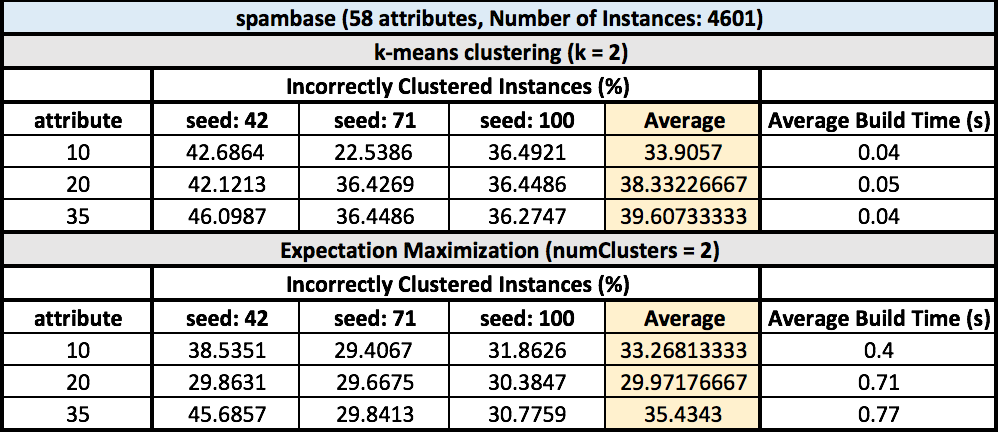 spambase (58 attributes, Number of Instances: 4601)
k-means clustering (k = 2)
Incorrectly Clustered Instances (%)
attribute seed: 42 seed: 71 seed: 100 Average Average Build Time (s)
10 42.6864 22.5386 36.4921 33.9057 0.04
20 42.1213 36.4269 36.4486 38.33226667 0.05
35 46.0987 36.4486 36.2747 39.60733333 0.04
Expectation Maximization (numClusters = 2)
Incorrectly Clustered Instances (%)
attribute seed: 42 seed: 71 seed: 100 Average Average Build Time (s)
10 38.5351 29.4067 31.8626 33.26813333 0.4
20 29.8631 29.6675 30.3847 29.97176667 0.71
35 45.6857 29.8413 30.7759 35.4343 0.77